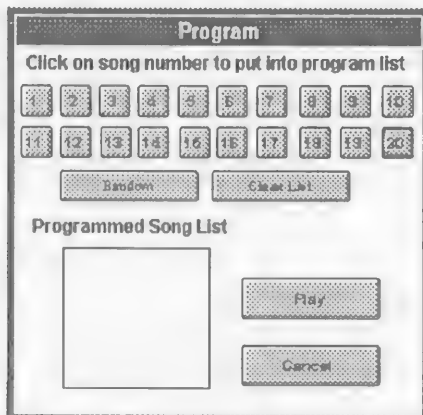 Program
Click on song number to put into program list
1 2 3 4 5 6 7 8 9 10
11 12 13 14 15 16 17 18 19 20
Random Clear List
Programmed Song List
Play
Cancel